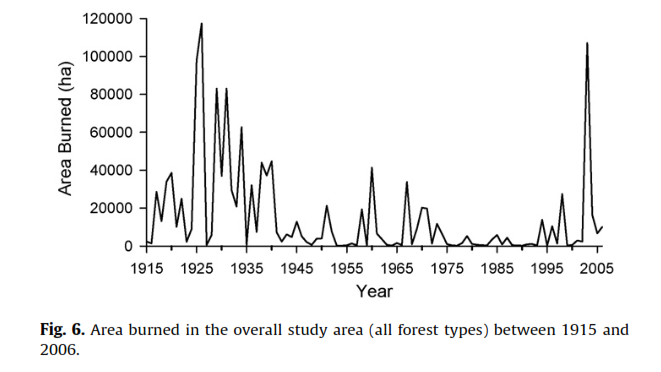 120000
100000
80000
60000
40000
20000
0
Area Burned (ha)
1915 1925 1935 1945 1955 1965 1975 1985 1995 2005
Year
Fig. 6. Area burned in the overall study area (all forest types) between 1915 and
2006.